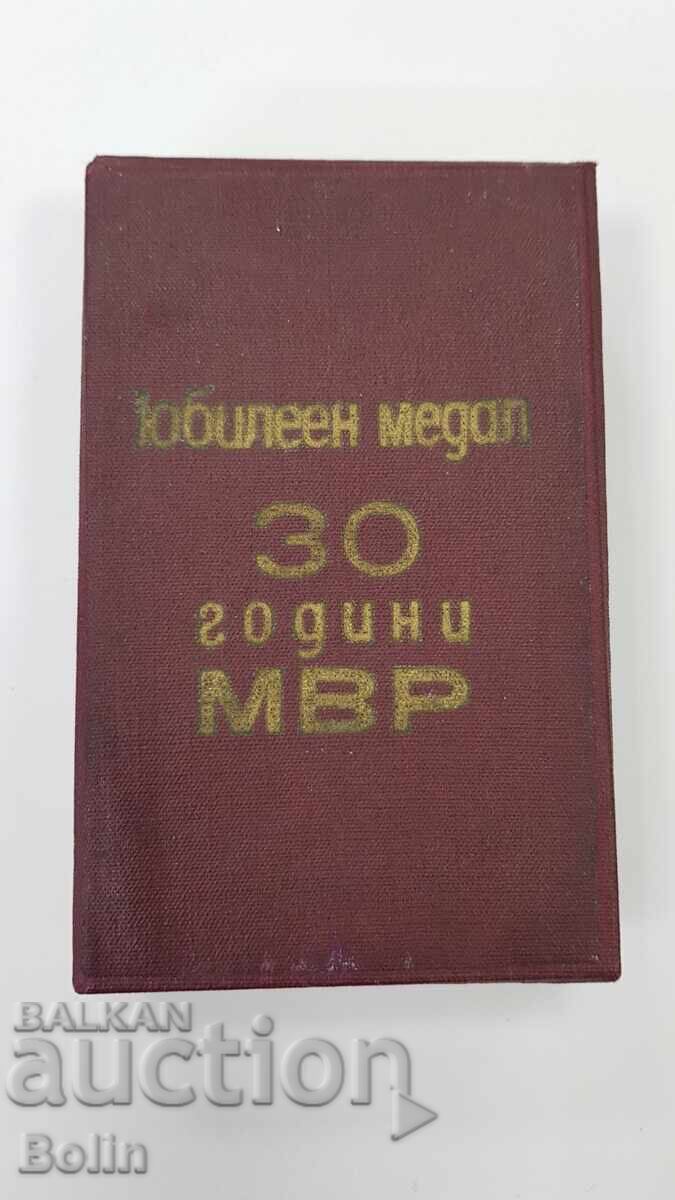 Юбилеен медал
30
години
МВР
BALKAN
auction
Bolin